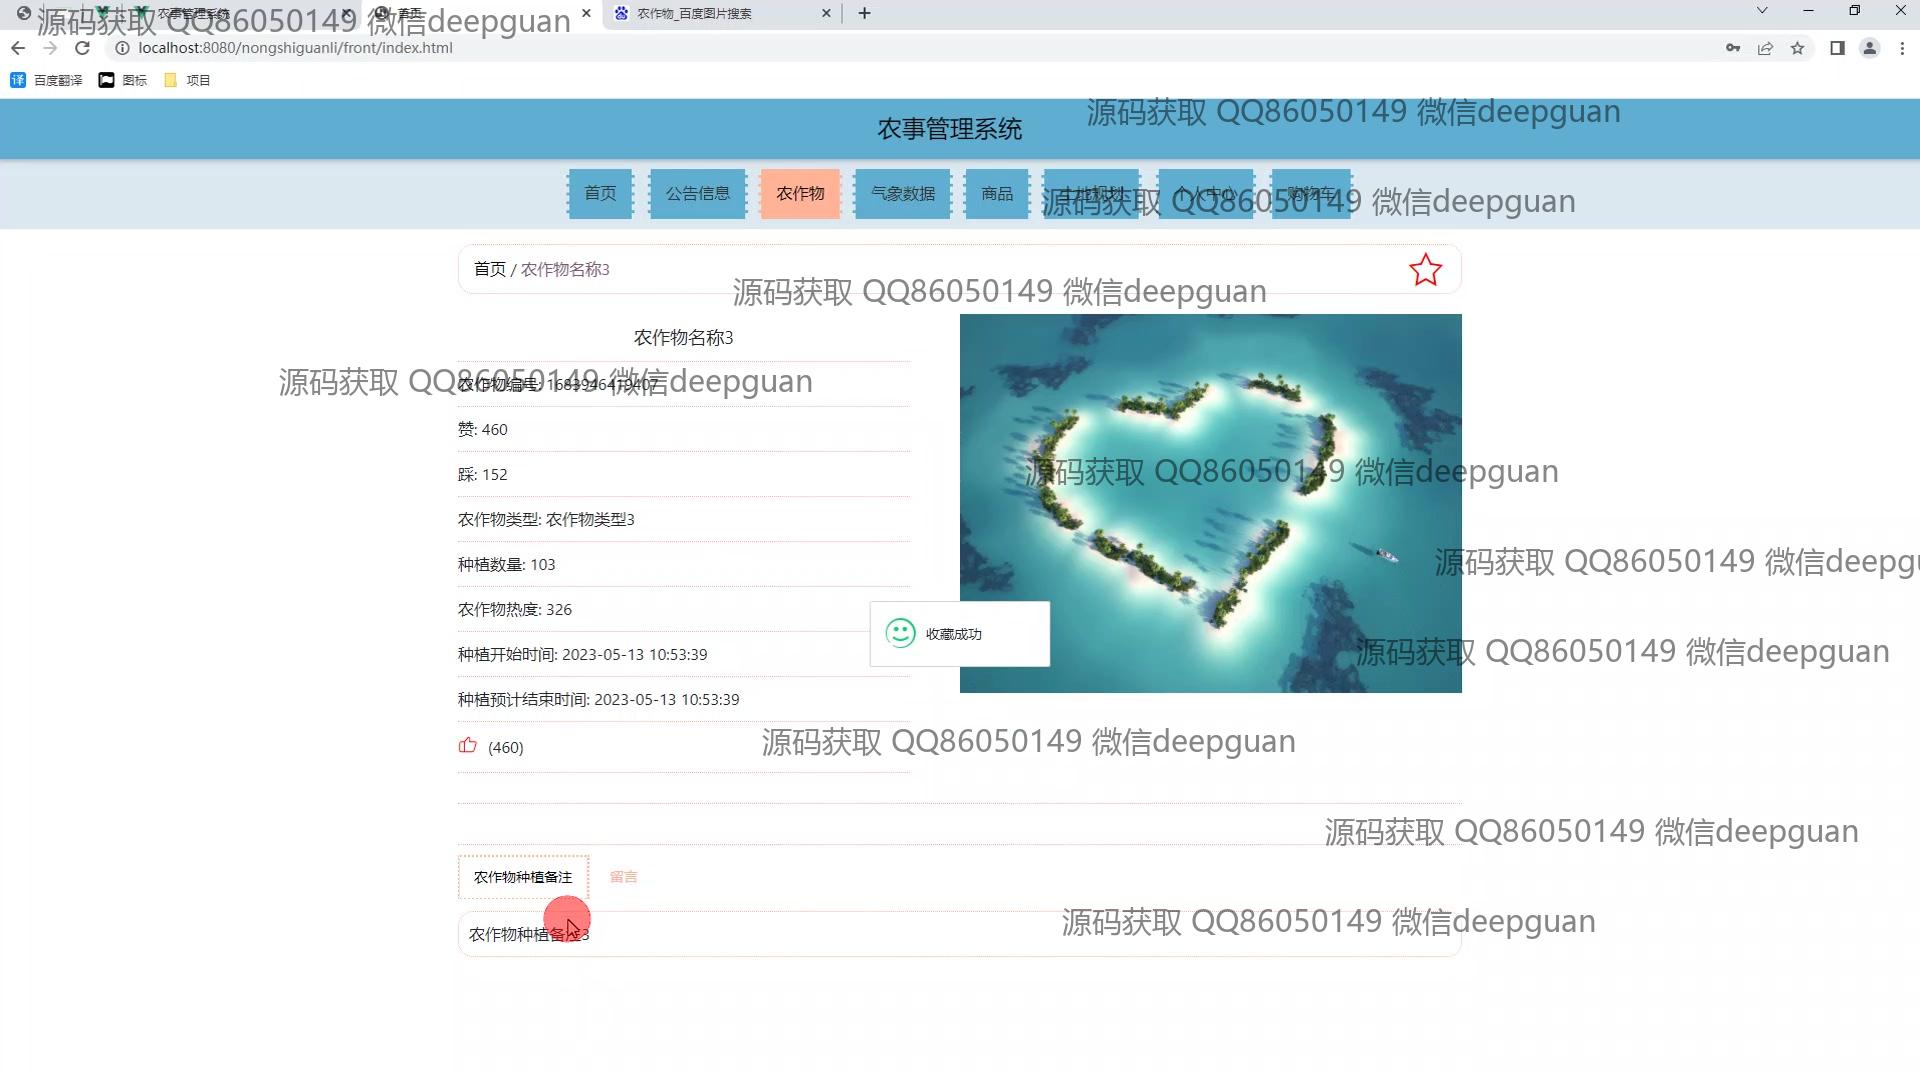 农事管理系统
首页
农作物_百度图片搜索
源码获取 QQ86050149 微信deepguan
localhost:8080/nongshiguanli/front/index.html
百度翻译
图标
项目
农事管理系统
源码获取 QQ86050149 微信deepguan
首页
公告信息
农作物
气象数据
商品
土地规划
个人中心
购物车
源码获取 QQ86050149 微信deepguan
首页 / 农作物名称3
源码获取 QQ86050149 微信deepguan
农作物名称3
农作物编号: 1683946419407
源码获取 QQ86050149 微信deepguan
赞: 460
踩: 152
源码获取 QQ86050149 微信deepguan
农作物类型: 农作物类型3
种植数量: 103
源码获取 QQ86050149 微信deepgu
农作物热度: 326
收藏成功
种植开始时间: 2023-05-13 10:53:39
源码获取 QQ86050149 微信deepguan
种植预计结束时间: 2023-05-13 10:53:39
(460)
源码获取 QQ86050149 微信deepguan
源码获取 QQ86050149 微信deepguan
农作物种植备注
留言
农作物种植备注3
源码获取 QQ86050149 微信deepguan